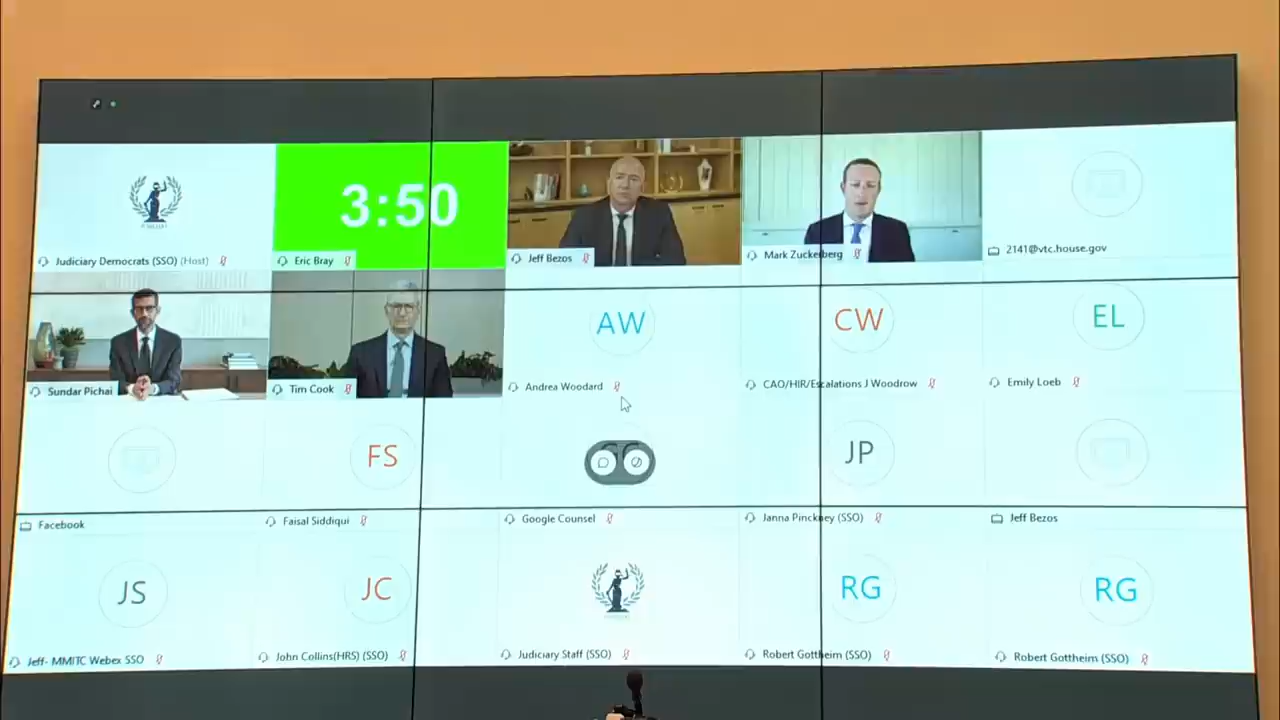 3:50
Judiciary Democrats (SSO) (Host)
Eric Bray
Jeff Bezos
Mark Zuckerberg
2141@vtc.house.gov
Sundar Pichai
Tim Cook
AW
Andrea Woodard
CW
CAO/HIR/Escalations J Woodrow
EL
Emily Loeb
Facebook
FS
Faisal Siddiqui
Google Counsel
JP
Janna Pinckney (SSO)
Jeff Bezos
JS
Jeff- MMITC Webex SSO
JC
John Collins(HRS) (SSO)
Judiciary Staff (SSO)
RG
Robert Gottheim (SSO)
RG
Robert Gottheim (SSO)